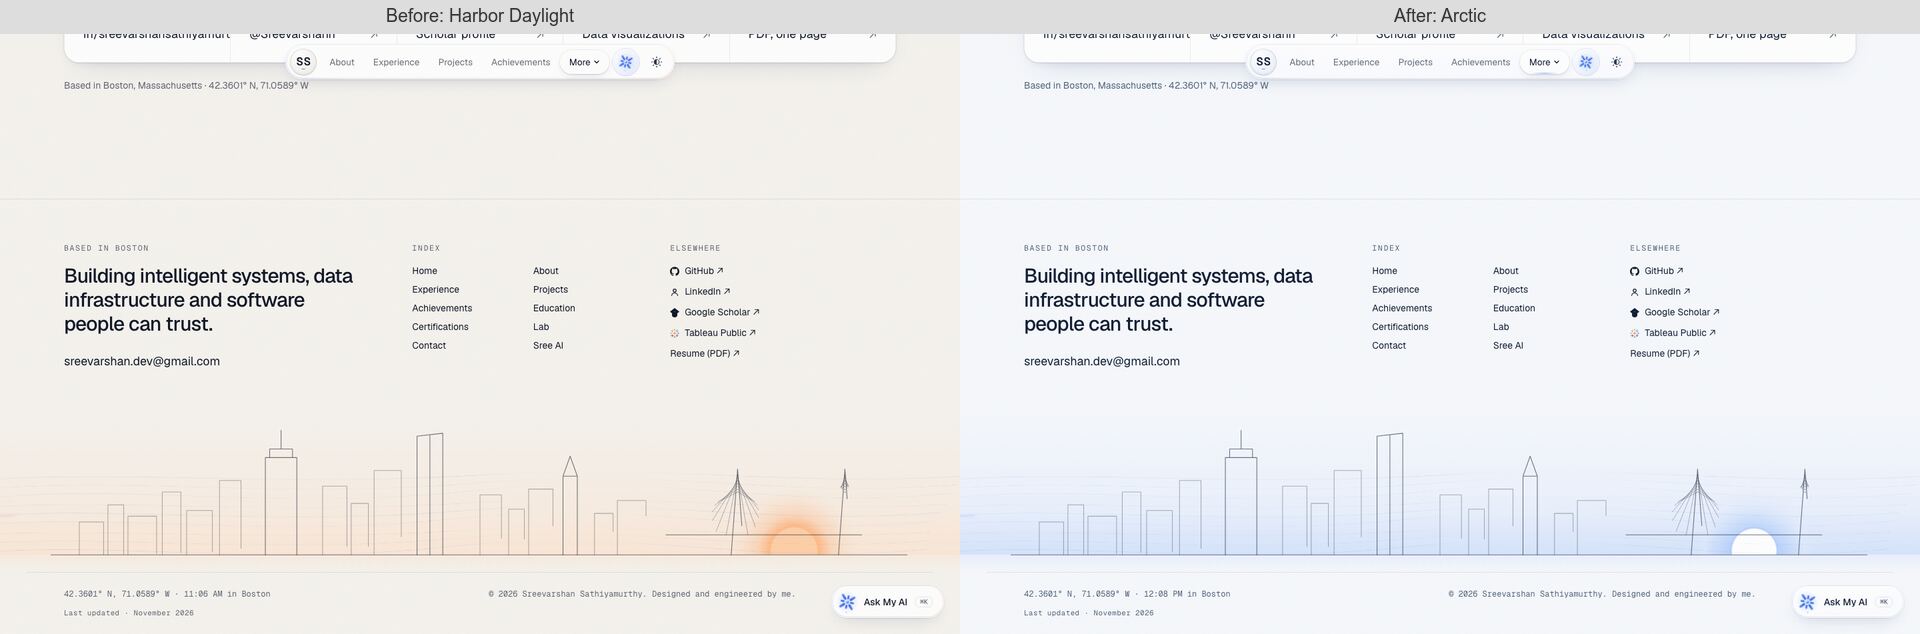 Before: Harbor Daylight
in/sreevarshansathiyamurt
@Sreevarshann
Scholar profile
Data visualizations
PDF, one page
SS
About
Experience
Projects
Achievements
More
Based in Boston, Massachusetts · 42.3601° N, 71.0589° W
BASED IN BOSTON
Building intelligent systems, data
infrastructure and software
people can trust.
sreevarshan.dev@gmail.com
INDEX
Home
About
Experience
Projects
Achievements
Education
Certifications
Lab
Contact
Sree AI
ELSEWHERE
GitHub ↗
LinkedIn ↗
Google Scholar ↗
Tableau Public ↗
Resume (PDF) ↗
42.3601° N, 71.0589° W · 11:06 AM in Boston
Last updated · November 2026
© 2026 Sreevarshan Sathiyamurthy. Designed and engineered by me.
Ask My AI ⌘K
After: Arctic
in/sreevarshansathiyamurt
@Sreevarshann
Scholar profile
Data visualizations
PDF, one page
SS
About
Experience
Projects
Achievements
More
Based in Boston, Massachusetts · 42.3601° N, 71.0589° W
BASED IN BOSTON
Building intelligent systems, data
infrastructure and software
people can trust.
sreevarshan.dev@gmail.com
INDEX
Home
About
Experience
Projects
Achievements
Education
Certifications
Lab
Contact
Sree AI
ELSEWHERE
GitHub ↗
LinkedIn ↗
Google Scholar ↗
Tableau Public ↗
Resume (PDF) ↗
42.3601° N, 71.0589° W · 12:08 PM in Boston
Last updated · November 2026
© 2026 Sreevarshan Sathiyamurthy. Designed and engineered by me.
Ask My AI ⌘K